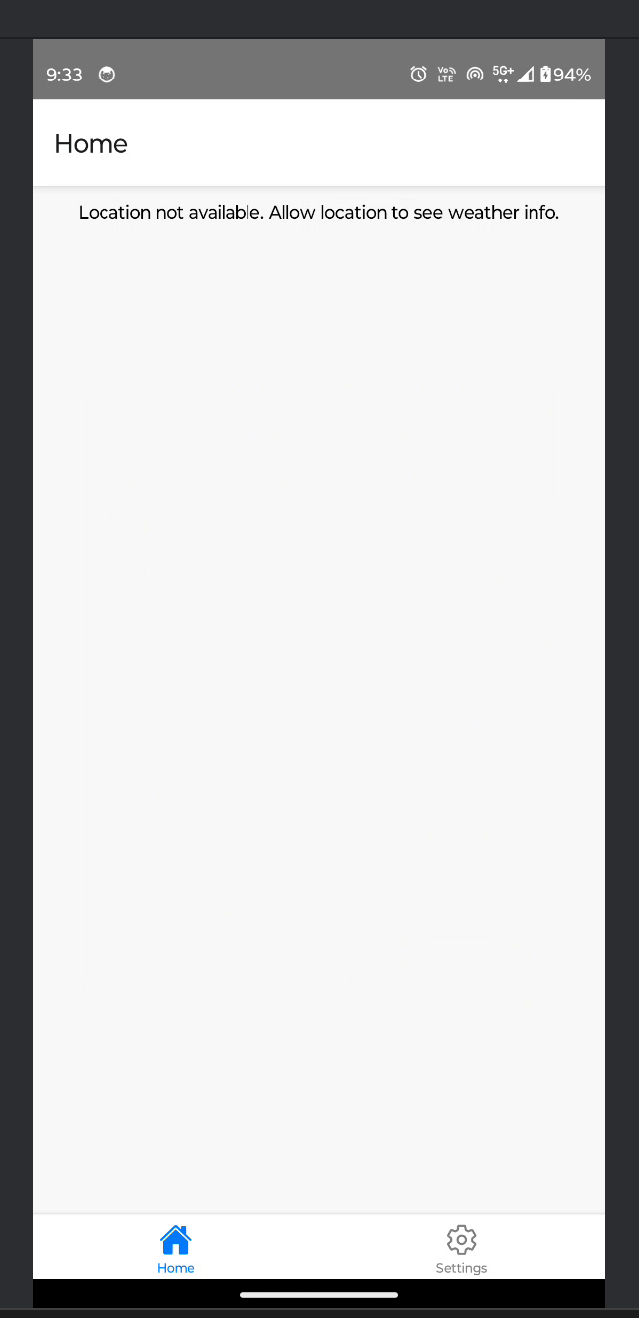 9:33
Vo LTE 5G+ 94%
Home
Location not available. Allow location to see weather info.
Home
Settings